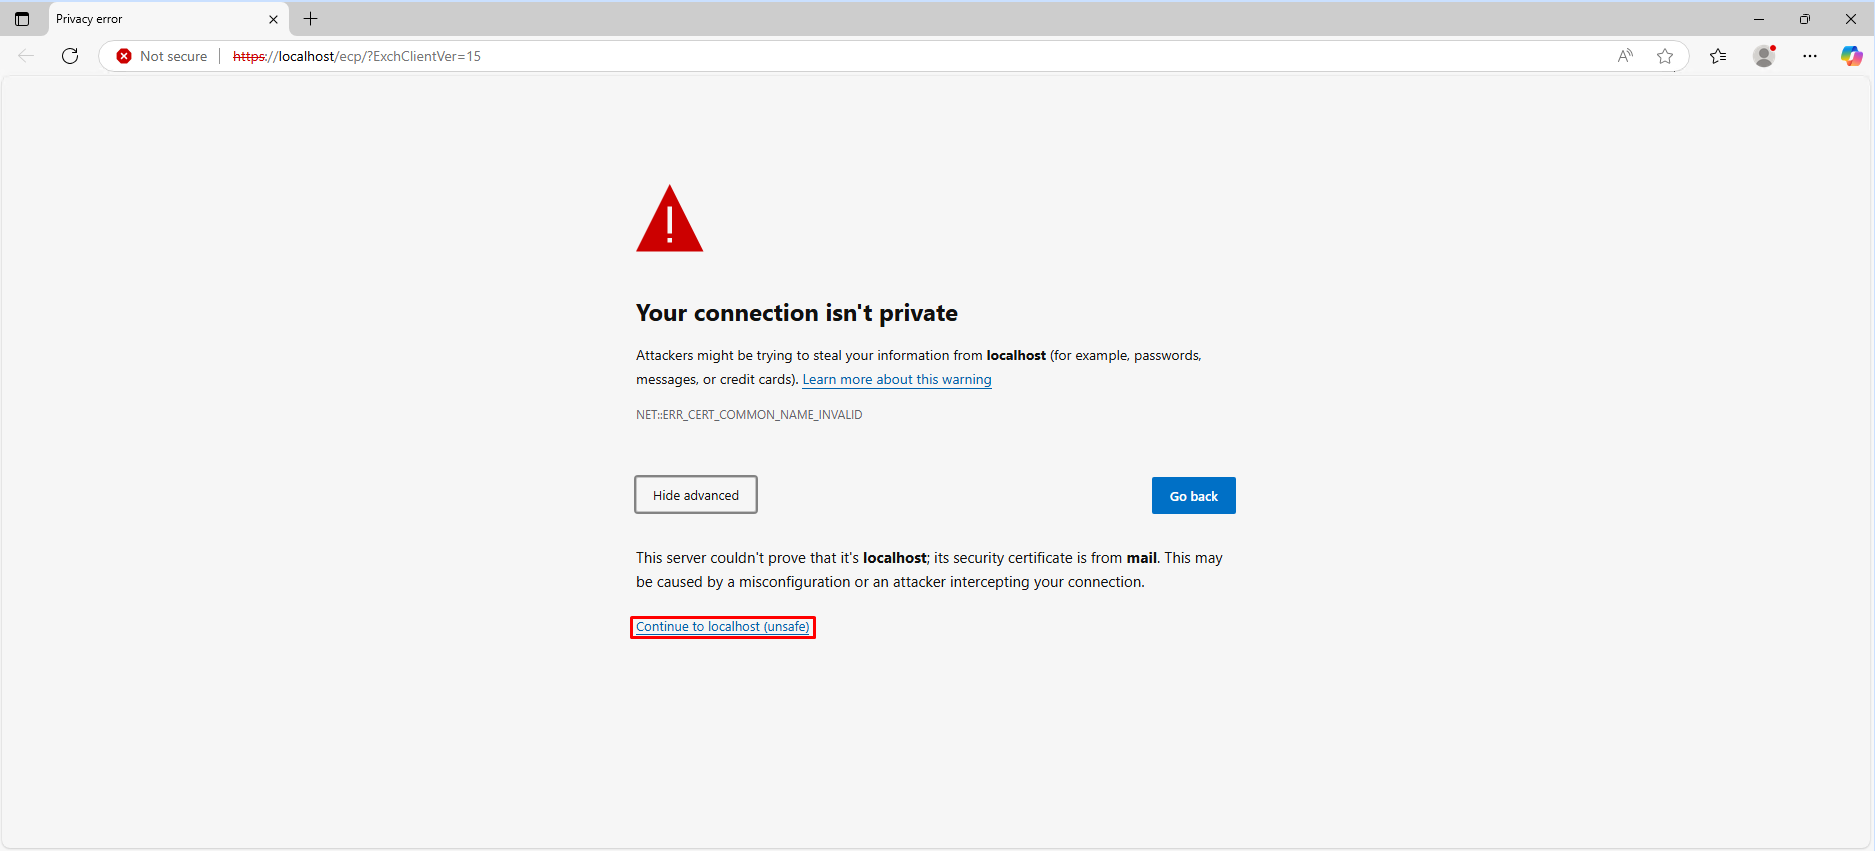 Privacy error
Not secure
https://localhost/ecp/?ExchClientVer=15
Your connection isn't private
Attackers might be trying to steal your information from localhost (for example, passwords,
messages, or credit cards). Learn more about this warning
NET::ERR_CERT_COMMON_NAME_INVALID
Hide advanced
Go back
This server couldn't prove that it's localhost; its security certificate is from mail. This may
be caused by a misconfiguration or an attacker intercepting your connection.
Continue to localhost (unsafe)